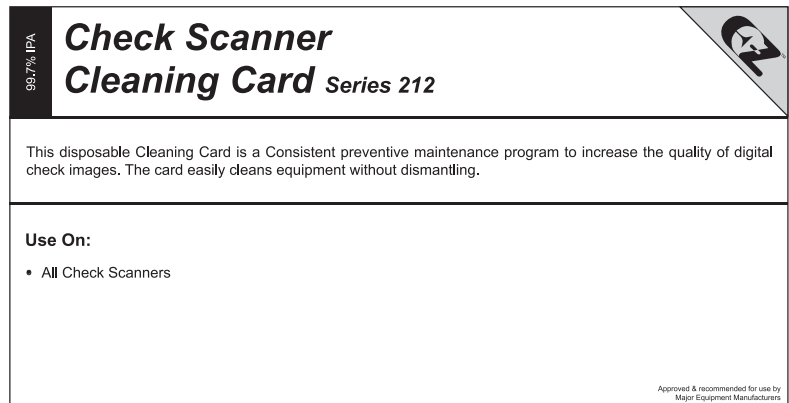 99.7% IPA
Check Scanner
Cleaning Card Series 212
This disposable Cleaning Card is a Consistent preventive maintenance program to increase the quality of digital
check images. The card easily cleans equipment without dismantling.
Use On:
• All Check Scanners
Approved & recommended for use by
Major Equipment Manufacturers